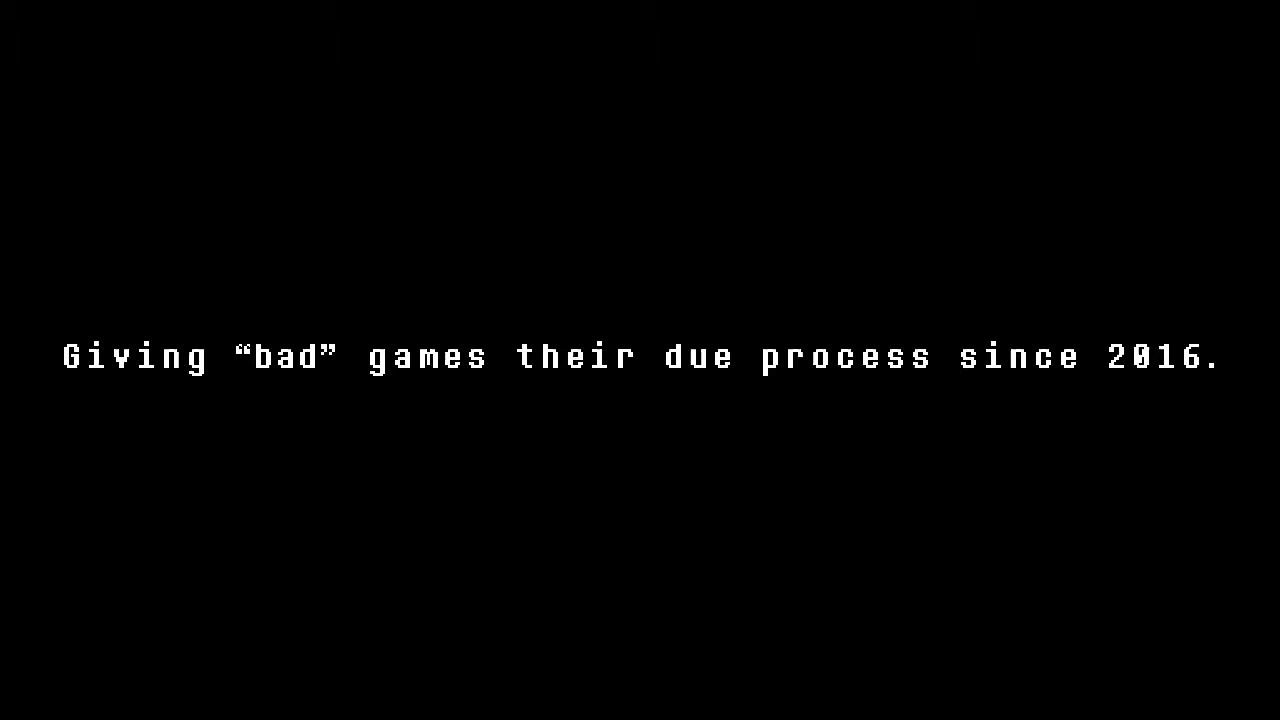 Giving “bad” games their due process since 2016.